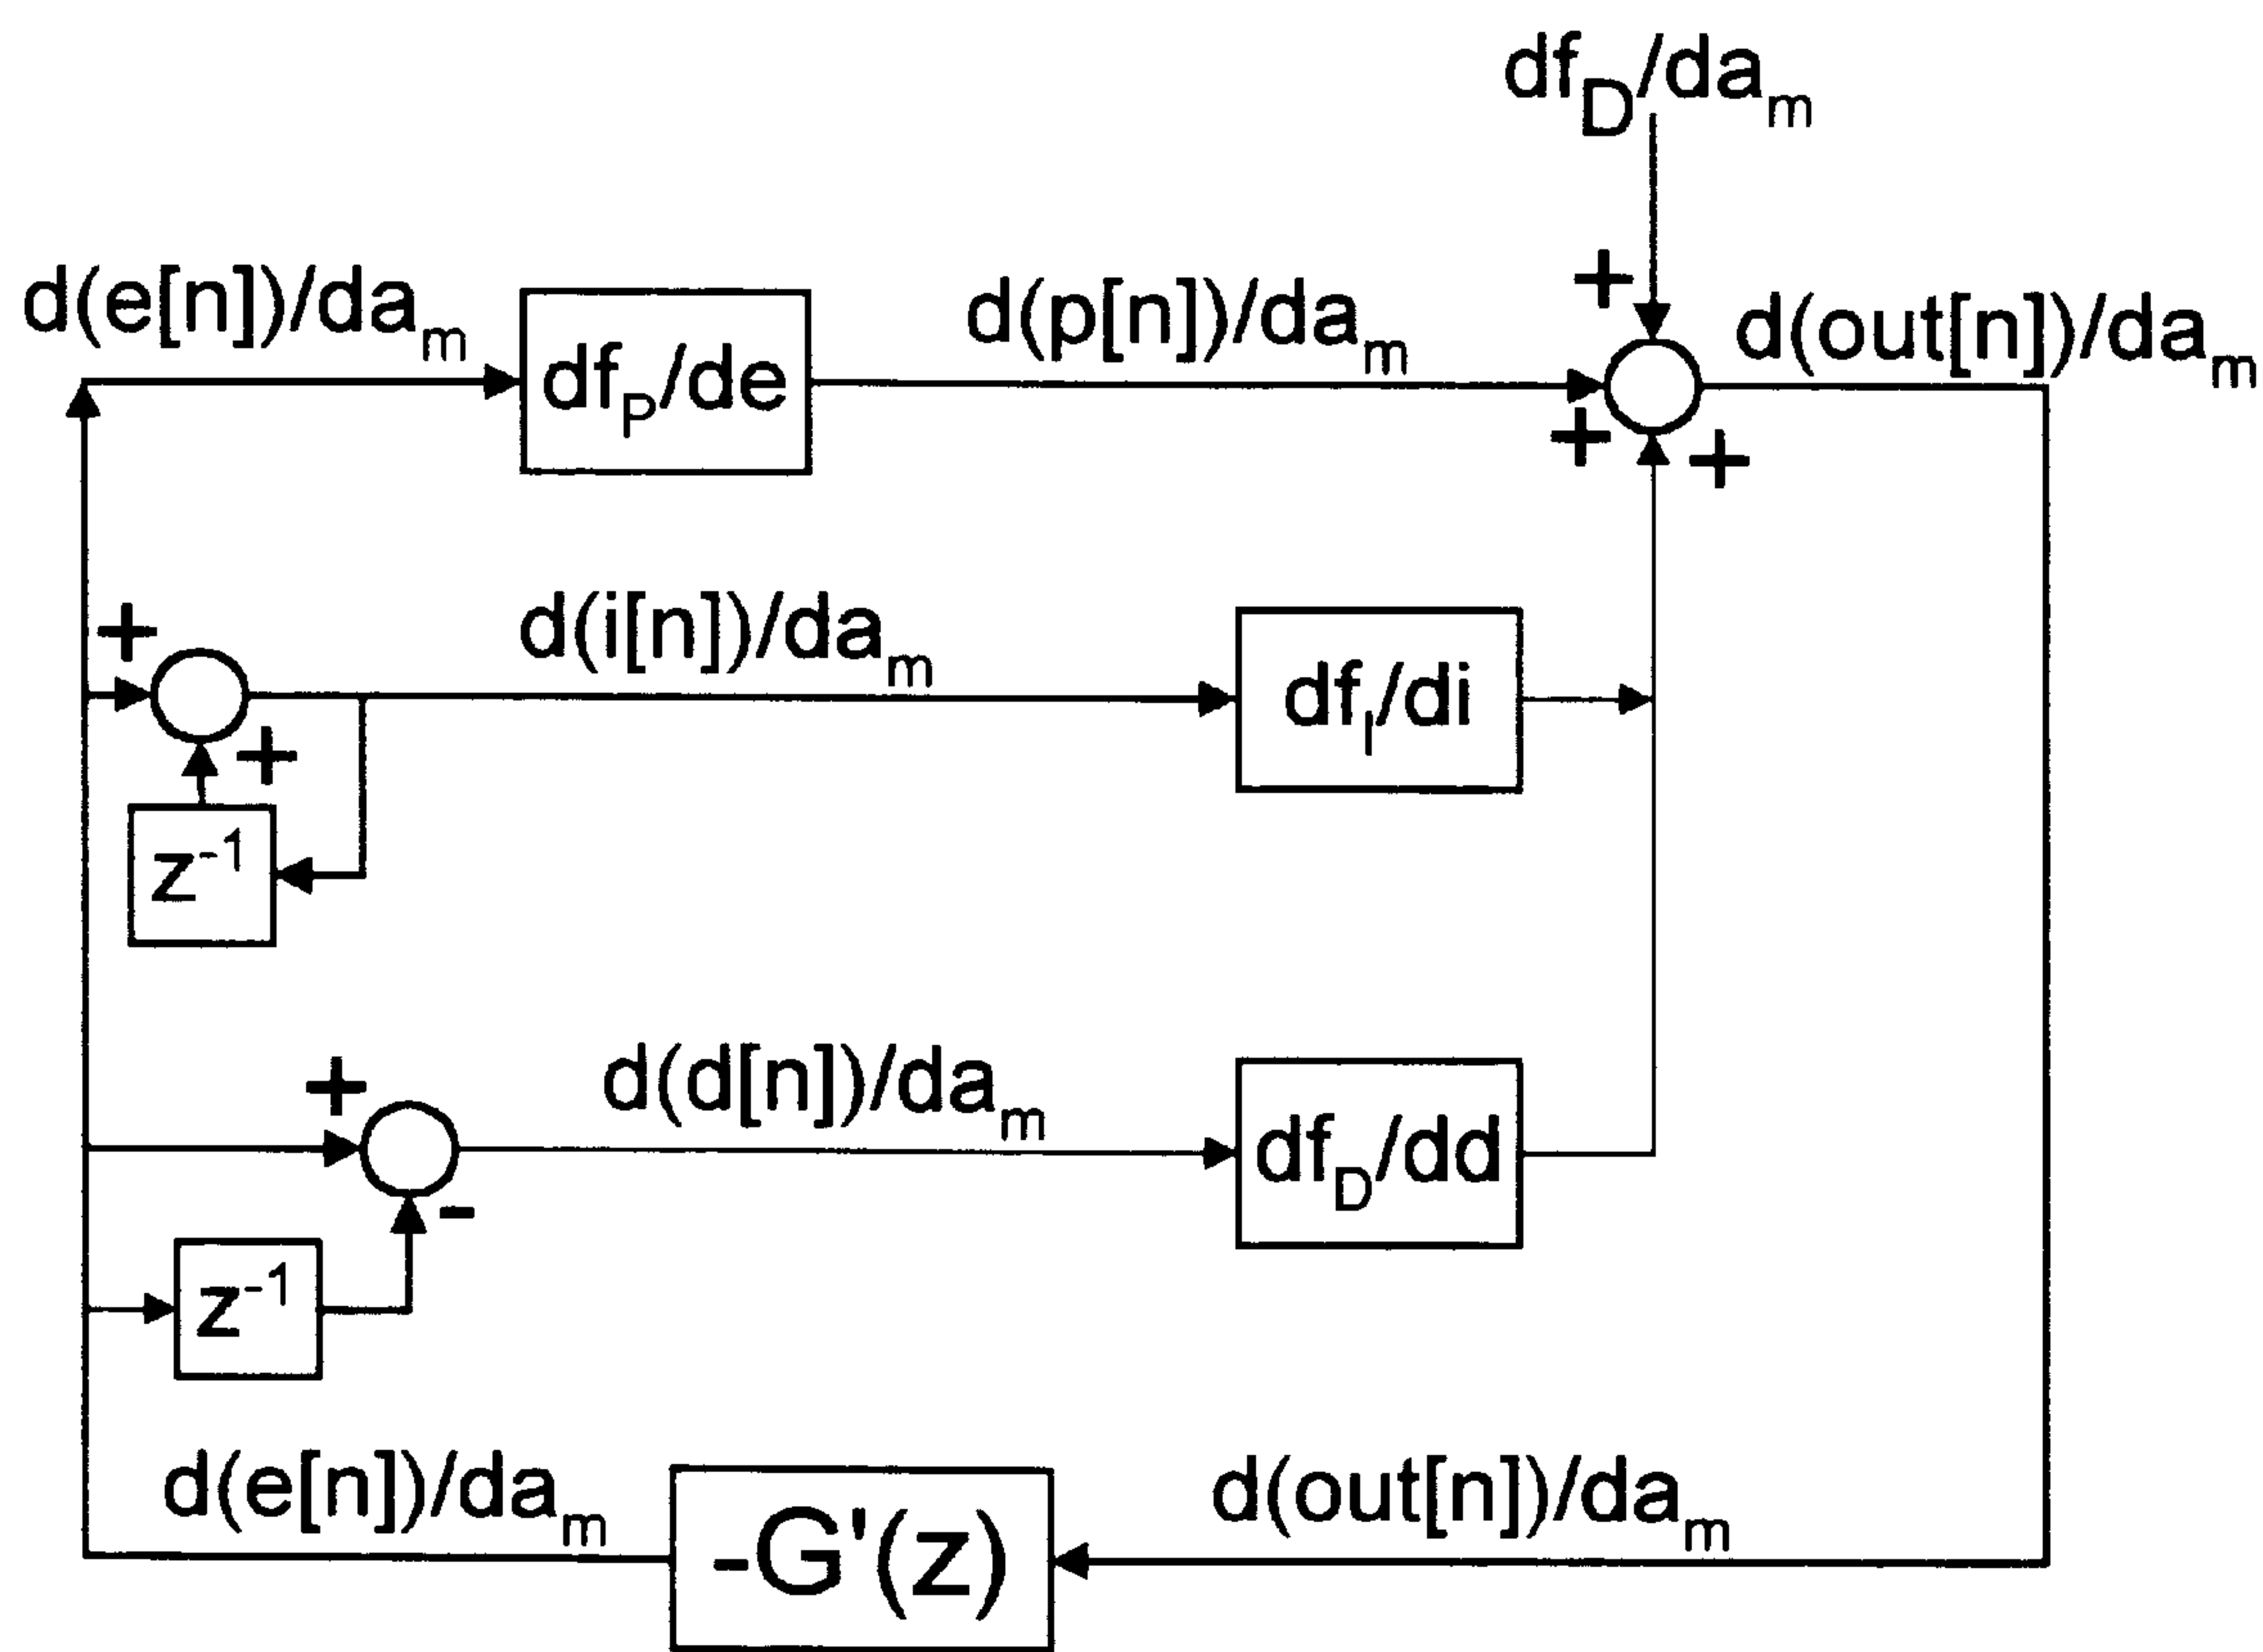 df_D/da_m
+
d(e[n])/da_m
df_P/de
d(p[n])/da_m
d(out[n])/da_m
+
+
+
d(i[n])/da_m
df_I/di
+
z^-1
+
d(d[n])/da_m
df_D/dd
-
z^-1
d(e[n])/da_m
-G'(z)
d(out[n])/da_m